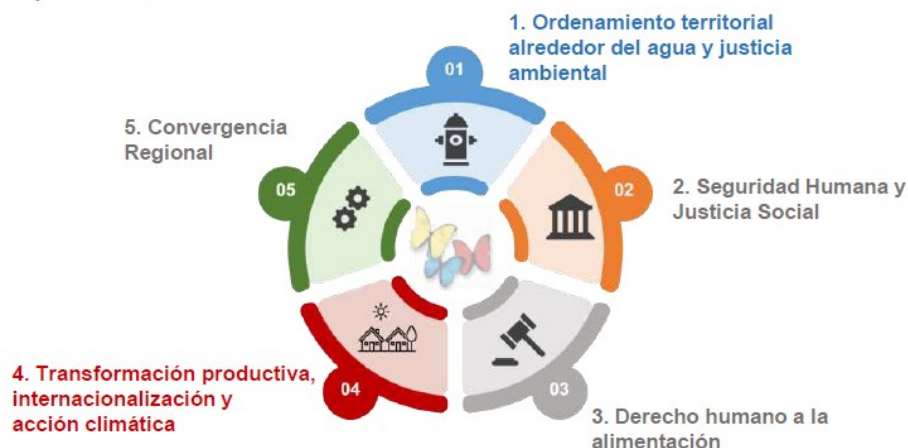 1. Ordenamiento territorial
alrededor del agua y justicia
ambiental
01
5. Convergencia
Regional
05
02
2. Seguridad Humana y
Justicia Social
4. Transformación productiva,
internacionalización y
acción climática
04
03
3. Derecho humano a la
alimentación